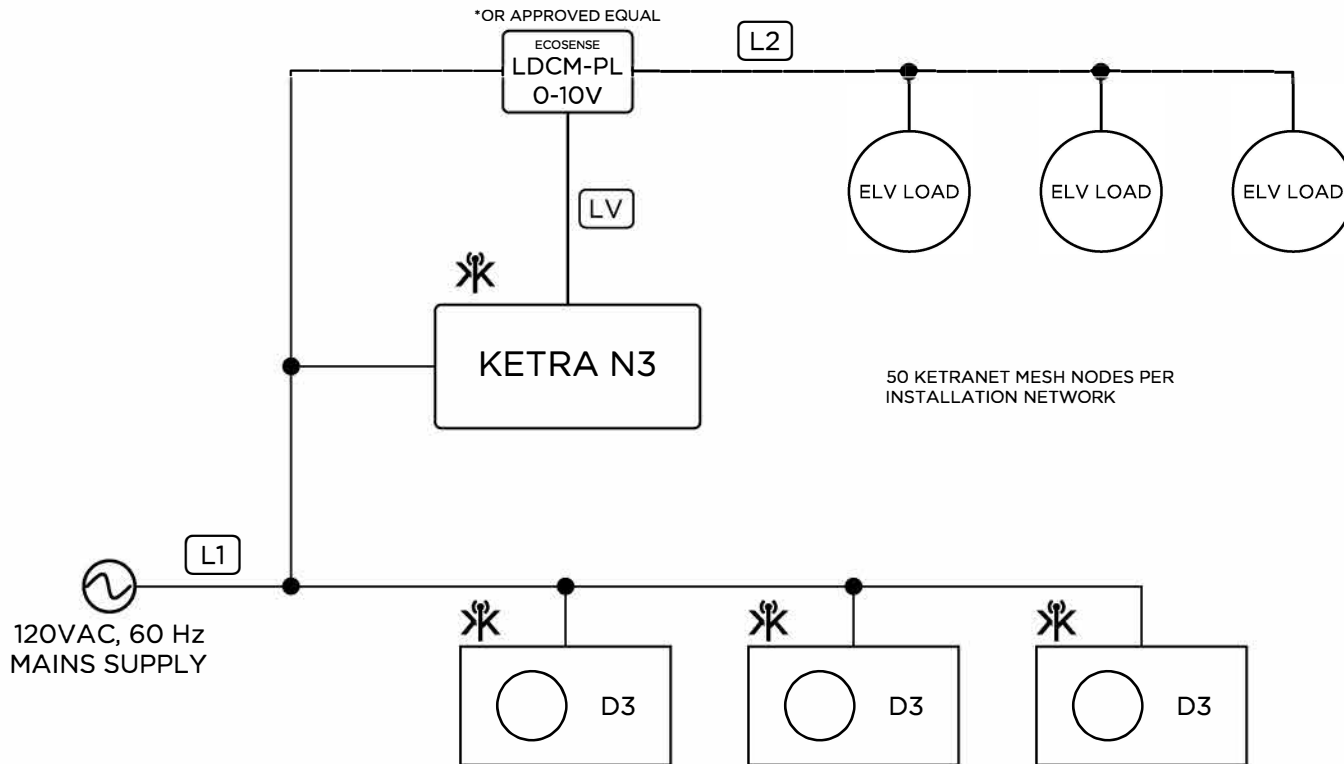 *OR APPROVED EQUAL
ECOSENSE
LDCM-PL
0-10V
L2
ELV LOAD
ELV LOAD
ELV LOAD
LV
KETRA N3
50 KETRANET MESH NODES PER
INSTALLATION NETWORK
L1
120VAC, 60 Hz
MAINS SUPPLY
D3
D3
D3